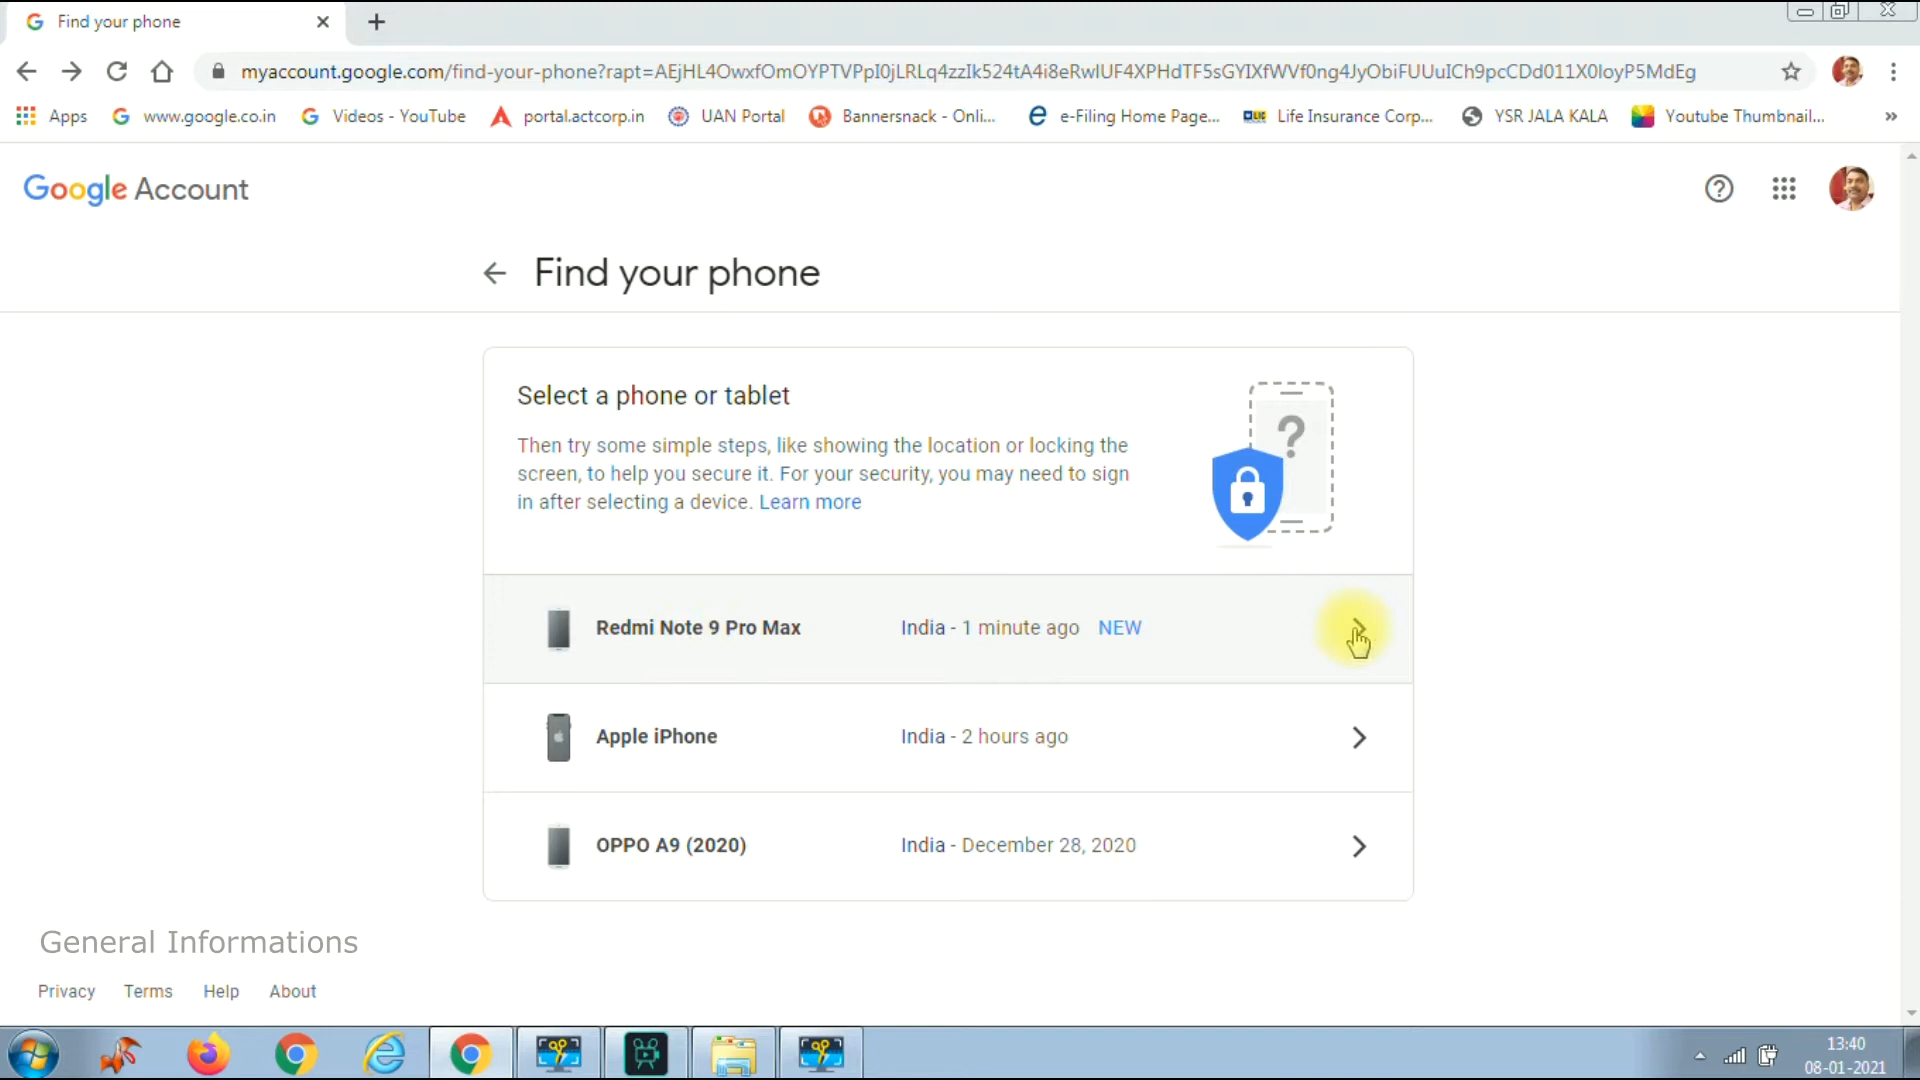 Find your phone
myaccount.google.com/find-your-phone?rapt=AEjHL4OwxfOmOYPTVPpI0jLRLq4zzIk524tA4i8eRwlUF4XPHdTF5sGYIXfWVf0ng4JyObiFUUuICh9pcCDd011X0IoyP5MdEg
Apps www.google.co.in Videos - YouTube portal.actcorp.in UAN Portal Bannersnack - Onli... e-Filing Home Page... Life Insurance Corp... YSR JALA KALA Youtube Thumbnail... »
Google Account
Find your phone
Select a phone or tablet
Then try some simple steps, like showing the location or locking the
screen, to help you secure it. For your security, you may need to sign
in after selecting a device. Learn more
Redmi Note 9 Pro Max India - 1 minute ago NEW
Apple iPhone India - 2 hours ago
OPPO A9 (2020) India - December 28, 2020
General Informations
Privacy Terms Help About
13:40
08-01-2021